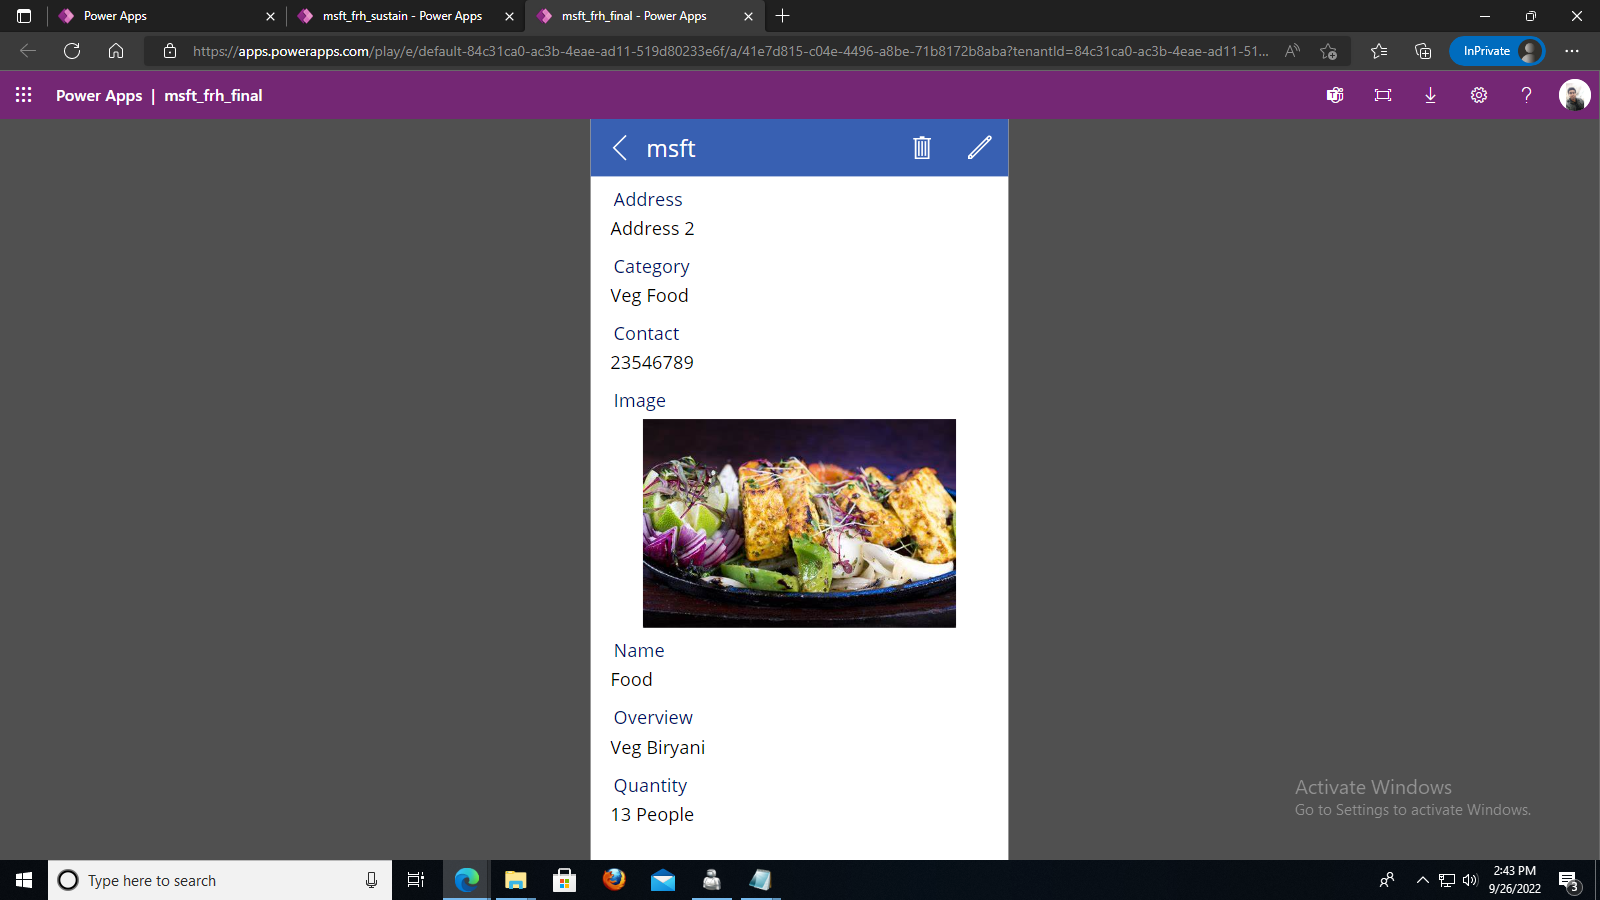 Power Apps
msft_frh_sustain - Power Apps
msft_frh_final - Power Apps
https://apps.powerapps.com/play/e/default-84c31ca0-ac3b-4eae-ad11-519d80233e6f/a/41e7d815-c04e-4496-a8be-71b8172b8aba?tenantId=84c31ca0-ac3b-4eae-ad11-51...
InPrivate
Power Apps | msft_frh_final
msft
Address
Address 2
Category
Veg Food
Contact
23546789
Image
Name
Food
Overview
Veg Biryani
Quantity
13 People
Activate Windows
Go to Settings to activate Windows.
Type here to search
2:43 PM
9/26/2022
3